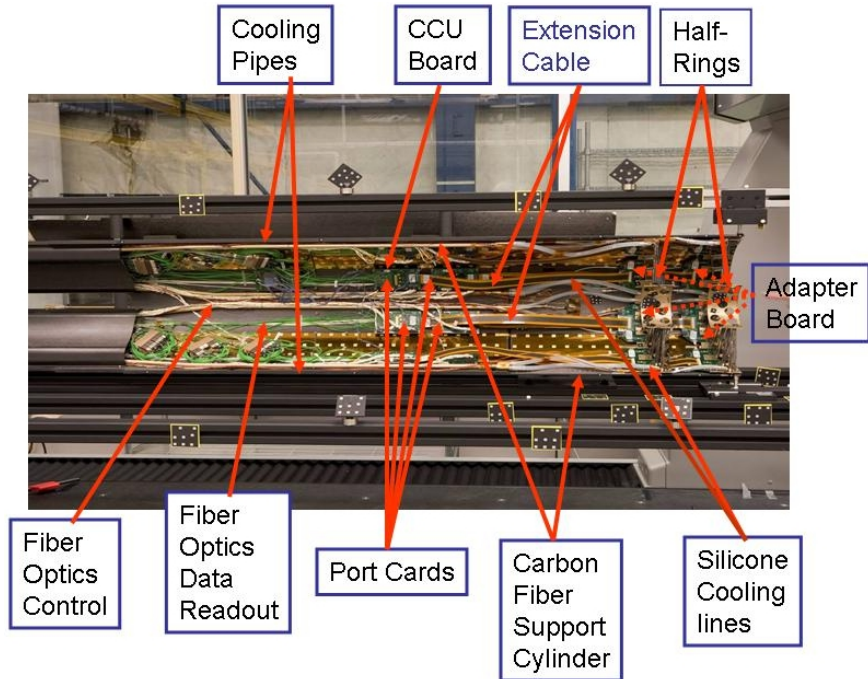 Cooling
Pipes
CCU
Board
Extension
Cable
Half-
Rings
Adapter
Board
Fiber
Optics
Control
Fiber
Optics
Data
Readout
Port Cards
Carbon
Fiber
Support
Cylinder
Silicone
Cooling
lines